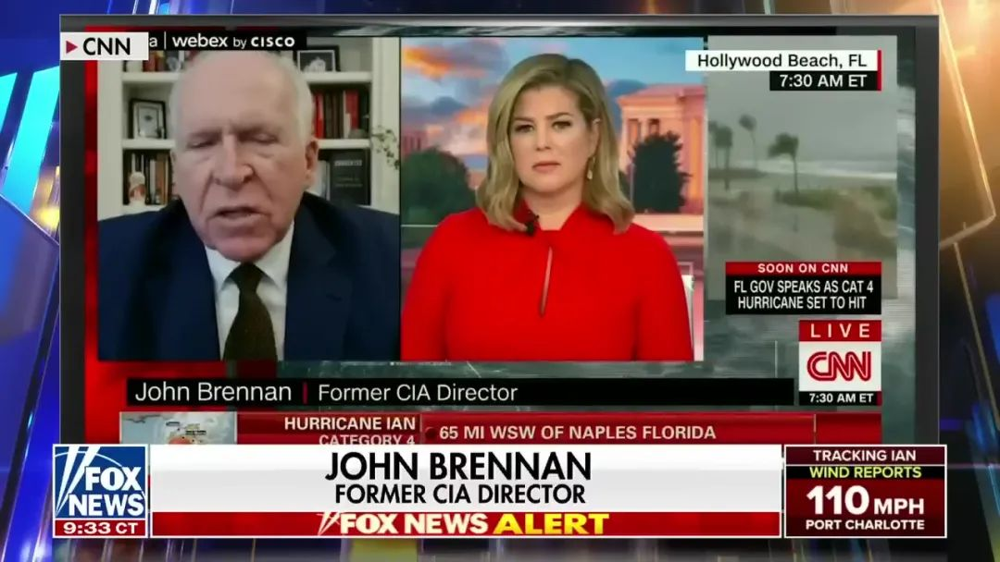 CNN
a | webex by CISCO
Hollywood Beach, FL
7:30 AM ET
SOON ON CNN
FL GOV SPEAKS AS CAT 4
HURRICANE SET TO HIT
LIVE
CNN
7:30 AM ET
John Brennan | Former CIA Director
HURRICANE IAN
CATEGORY 4
65 MI WSW OF NAPLES FLORIDA
FOX
NEWS
9:33 CT
JOHN BRENNAN
FORMER CIA DIRECTOR
FOX NEWS ALERT
TRACKING IAN
WIND REPORTS
110 MPH
PORT CHARLOTTE